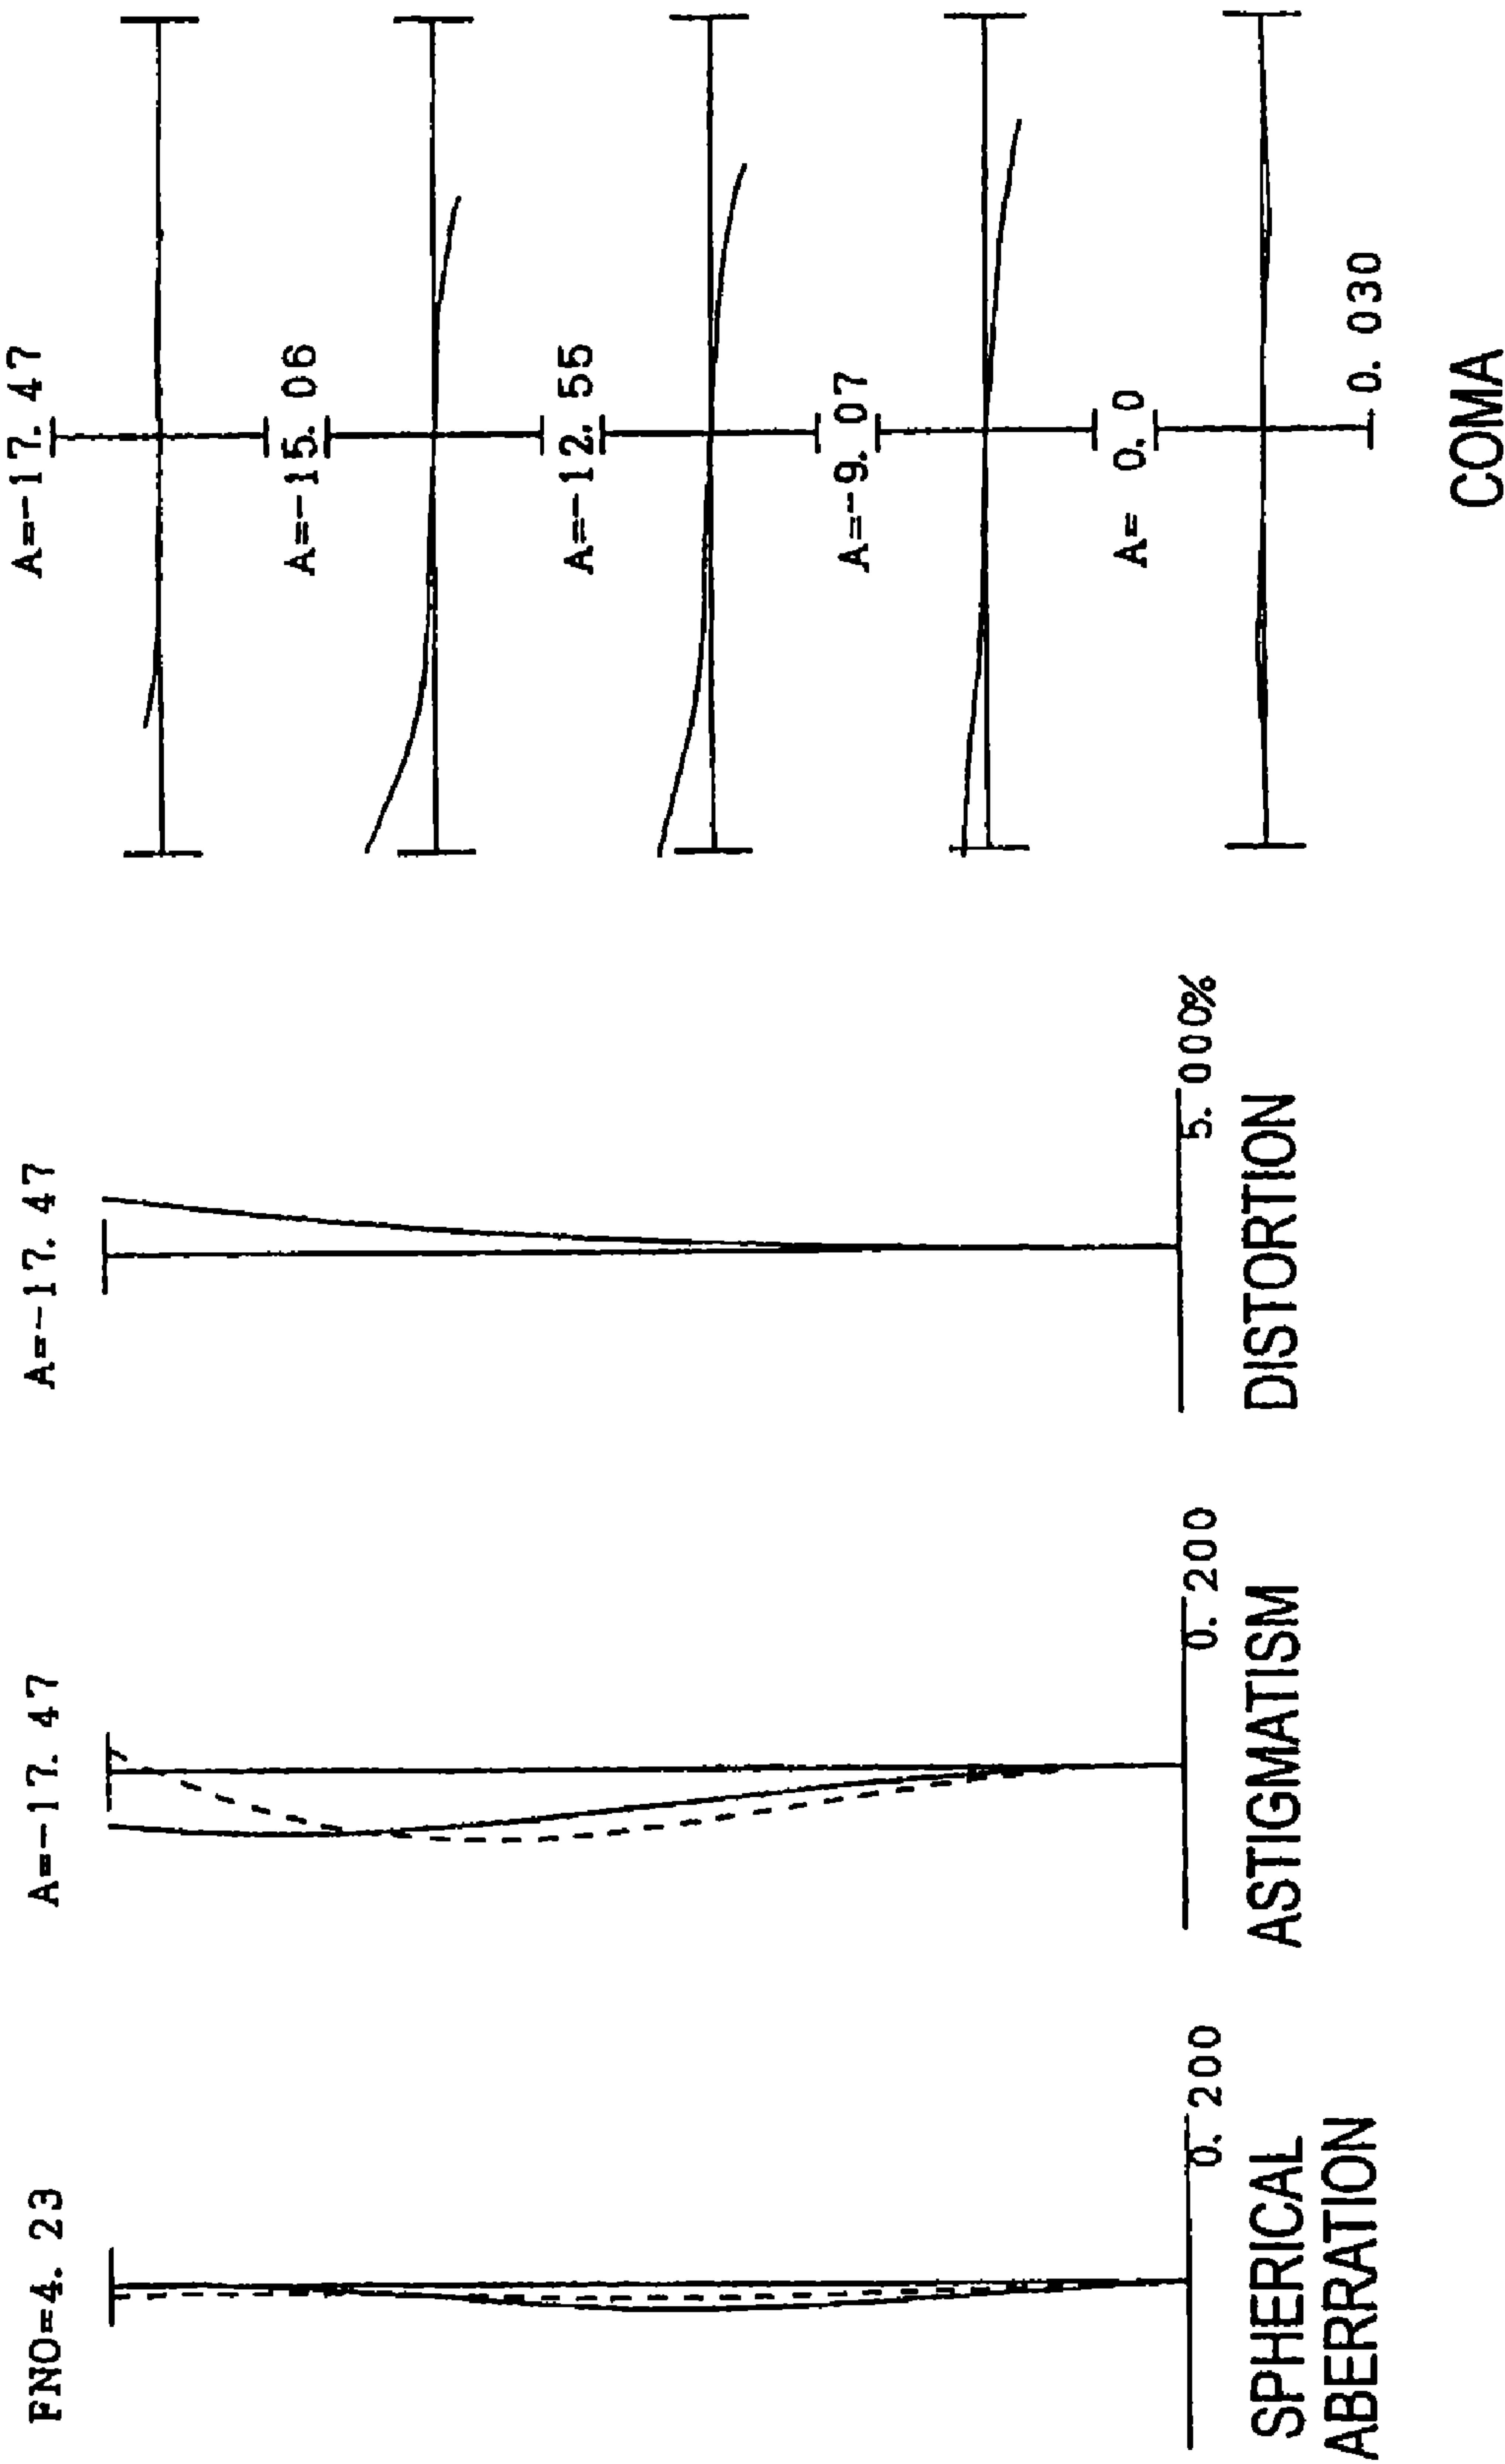 FNO=4. 23
0. 200
SPHERICAL
ABERRATION
A=-17. 47
0. 200
ASTIGMATISM
A=-17. 47
5. 000%
DISTORTION
A=-17. 47
A=-15. 06
A=-12. 55
A=-9. 07
A= 0, 0
0. 030
COMA